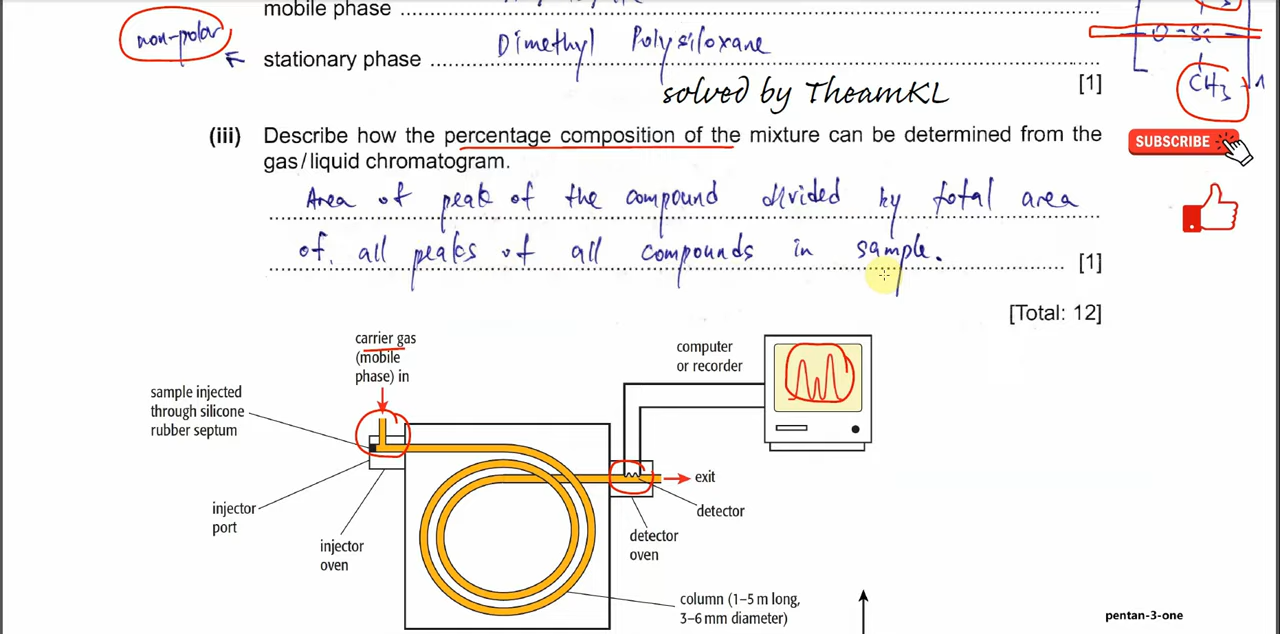 mobile phase
non-polar
stationary phase Dimethyl Polysiloxane
O-Si
CH3
[1]
solved by TheamKL
(iii) Describe how the percentage composition of the mixture can be determined from the
gas/liquid chromatogram.
SUBSCRIBE
Area of peak of the compound divided by total area
of all peaks of all compounds in sample.
[1]
[Total: 12]
carrier gas
(mobile
phase) in
computer
or recorder
sample injected
through silicone
rubber septum
exit
detector
injector
port
injector
oven
detector
oven
column (1–5 m long,
3–6 mm diameter)
pentan-3-one